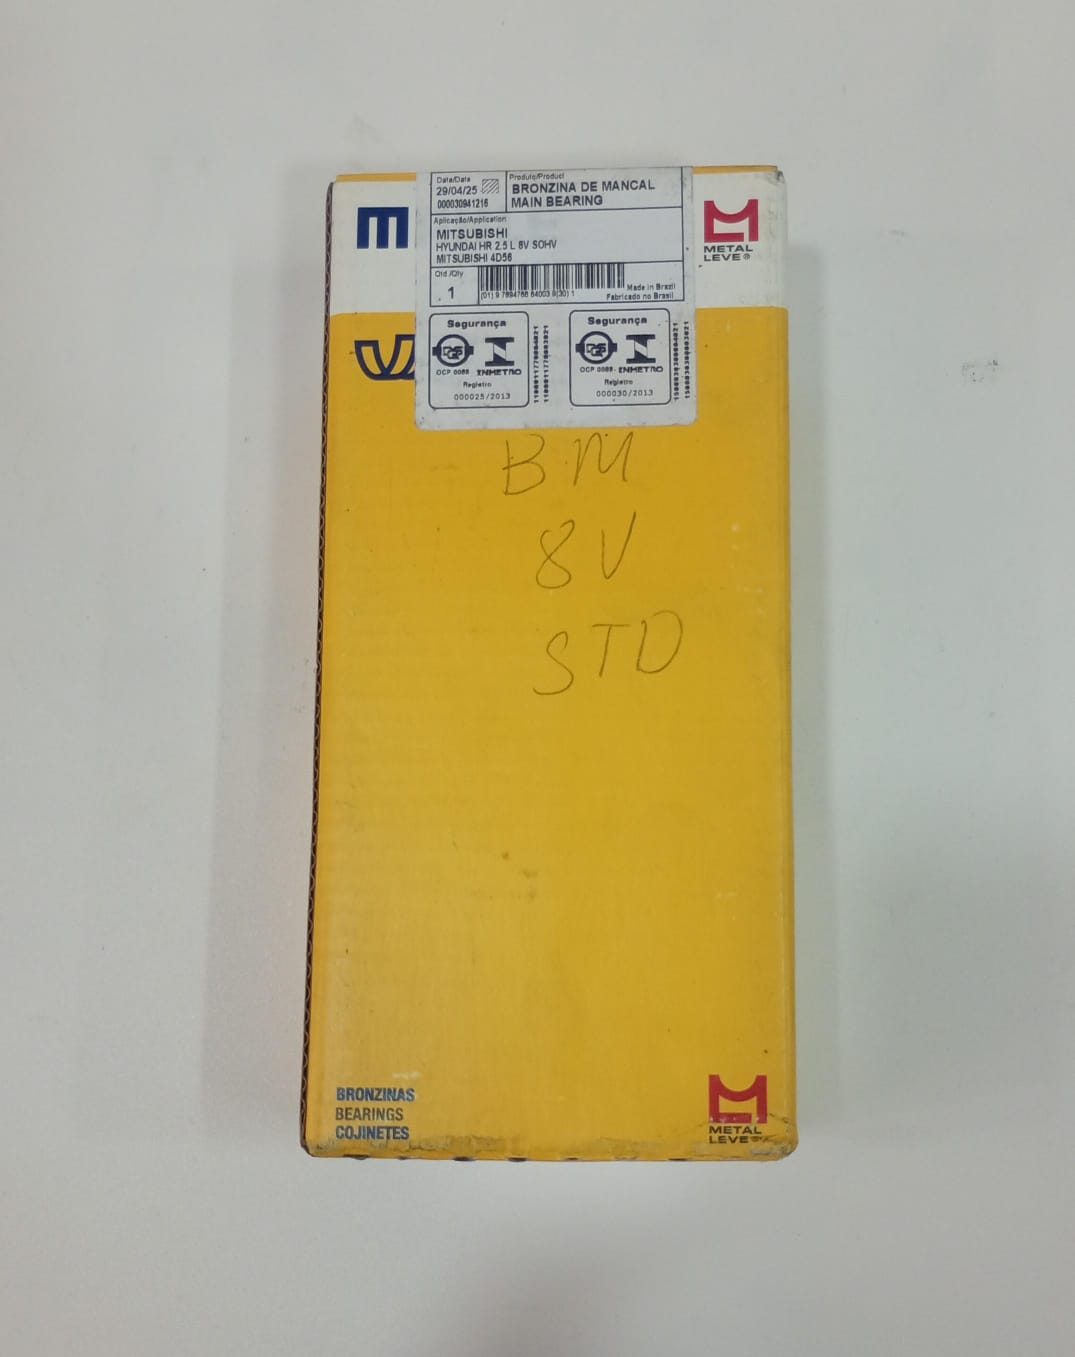 Data/Date
29/04/25
000030941216
Produto/Product
BRONZINA DE MANCAL
MAIN BEARING
Aplicação/Application
MITSUBISHI
HYUNDAI HR 2.5 L 8V SOHV
MITSUBISHI 4D56
Qtd /Qty
1
Made in Brazil
Fabricado no Brasil
METAL
LEVE®
Segurança
OCP 0088
INMETRO
Registro
000025/2013
Segurança
OCP 0088
INMETRO
Registro
000030/2013
BM
8V
STD
BRONZINAS
BEARINGS
COJINETES
METAL
LEVE®